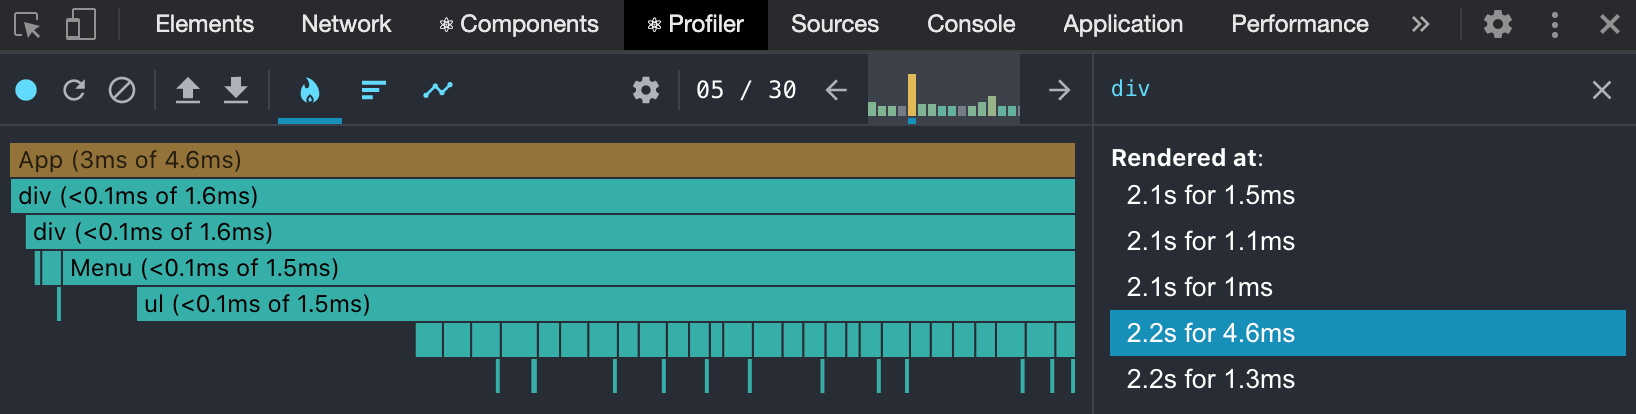 Elements Network ⚛ Components ⚛ Profiler Sources Console Application Performance »
05 / 30
div
App (3ms of 4.6ms)
div (<0.1ms of 1.6ms)
div (<0.1ms of 1.6ms)
Menu (<0.1ms of 1.5ms)
ul (<0.1ms of 1.5ms)
Rendered at:
2.1s for 1.5ms
2.1s for 1.1ms
2.1s for 1ms
2.2s for 4.6ms
2.2s for 1.3ms